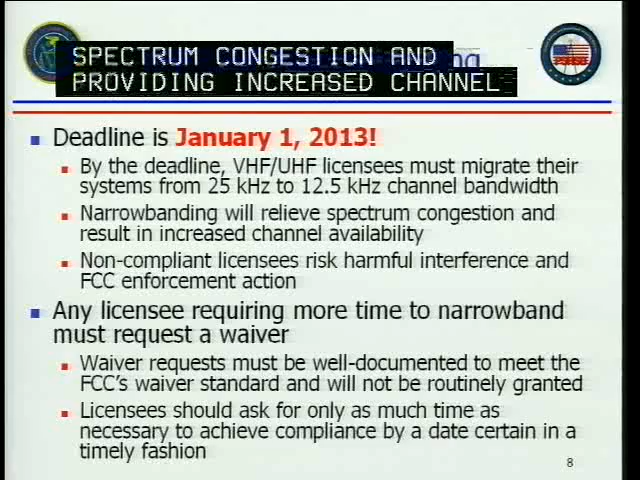 SPECTRUM CONGESTION AND
PROVIDING INCREASED CHANNEL
Deadline is January 1, 2013!
By the deadline, VHF/UHF licensees must migrate their
systems from 25 kHz to 12.5 kHz channel bandwidth
Narrowbanding will relieve spectrum congestion and
result in increased channel availability
Non-compliant licensees risk harmful interference and
FCC enforcement action
Any licensee requiring more time to narrowband
must request a waiver
Waiver requests must be well-documented to meet the
FCC's waiver standard and will not be routinely granted
Licensees should ask for only as much time as
necessary to achieve compliance by a date certain in a
timely fashion
8